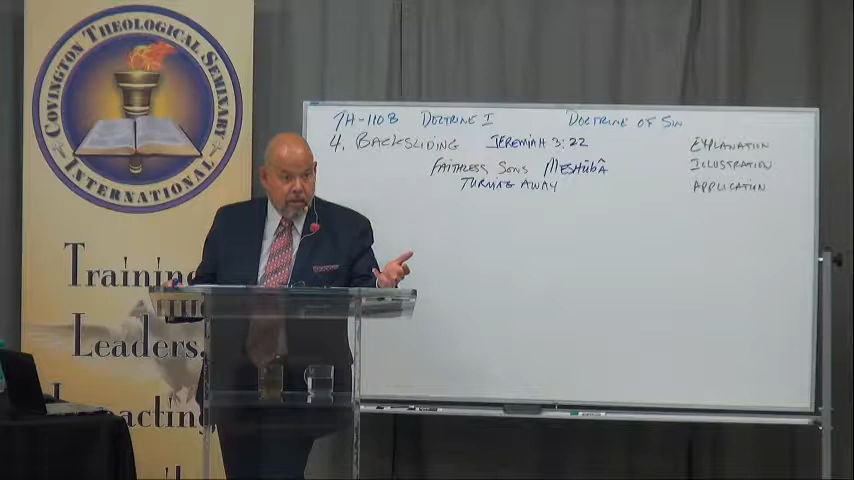 COVINGTON THEOLOGICAL SEMINARY
INTERNATIONAL
Training
Leaders,
Impacting
TH-110B DOCTRINE I DOCTRINE OF SIN
4. BACKSLIDING JEREMIAH 3:22 EXPLANATION
FAITHLESS SONS MESHÛBÂ ILLUSTRATION
TURNING AWAY APPLICATION